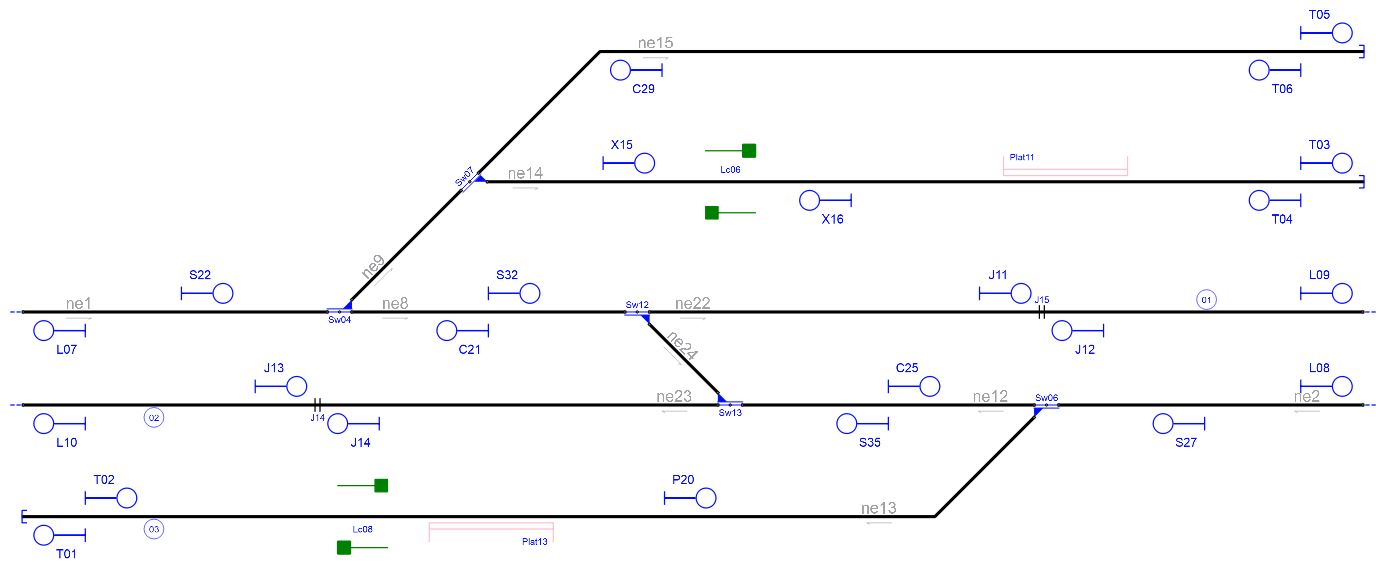 T05
ne15
C29
T06
X15
Plat11
T03
Lc06
Sw07
ne14
X16
T04
ne9
S22
S32
J11
L09
ne1
ne8
Sw12
ne22
J15
01
Sw04
L07
C21
J12
ne24
J13
C25
L08
ne23
ne12
Sw06
ne2
02
J14
Sw13
L10
J14
S35
S27
T02
P20
ne13
03
Lc08
Plat13
T01